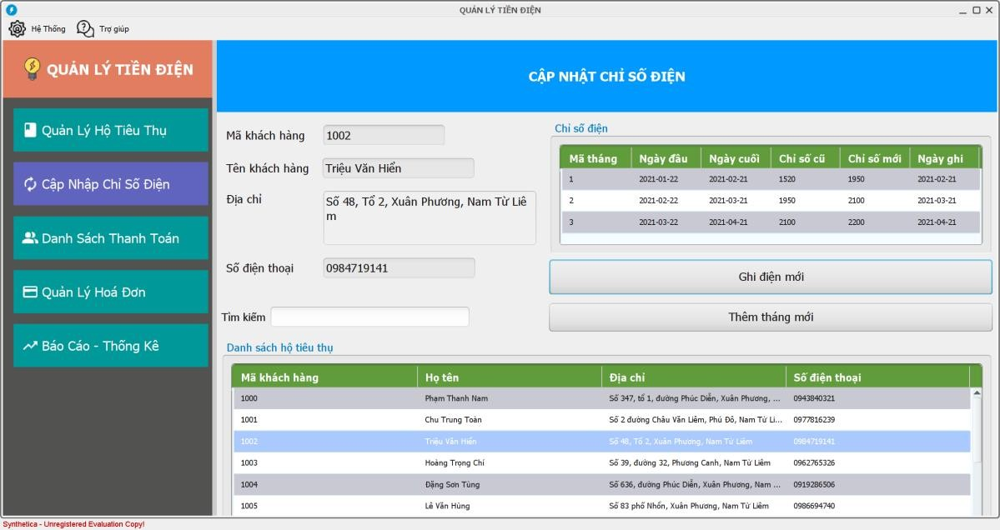 QUẢN LÝ TIỀN ĐIỆN
Hệ Thống Trợ giúp
QUẢN LÝ TIỀN ĐIỆN
Quản Lý Hộ Tiêu Thụ
Cập Nhập Chỉ Số Điện
Danh Sách Thanh Toán
Quản Lý Hoá Đơn
Báo Cáo - Thống Kê
CẬP NHẬT CHỈ SỐ ĐIỆN
Mã khách hàng 1002
Tên khách hàng Triệu Văn Hiển
Địa chỉ Số 48, Tổ 2, Xuân Phương, Nam Từ Liê
m
Số điện thoại 0984719141
Tìm kiếm
Chỉ số điện
Mã tháng Ngày đầu Ngày cuối Chỉ số cũ Chỉ số mới Ngày ghi
1 2021-01-22 2021-02-21 1520 1950 2021-02-21
2 2021-02-22 2021-03-21 1950 2100 2021-03-21
3 2021-03-22 2021-04-21 2100 2200 2021-04-21
Ghi điện mới
Thêm tháng mới
Danh sách hộ tiêu thụ
Mã khách hàng Họ tên Địa chỉ Số điện thoại
1000 Phạm Thanh Nam Số 347, tổ 1, đường Phúc Diễn, Xuân Phương, ... 0943840321
1001 Chu Trung Toàn Số 2 đường Châu Văn Liêm, Phú Đô, Nam Từ Li... 0977816239
1002 Triệu Văn Hiển Số 48, Tổ 2, Xuân Phương, Nam Từ Liêm 0984719141
1003 Hoàng Trọng Chí Số 39, đường 32, Phương Canh, Nam Từ Liêm 0962765326
1004 Đặng Sơn Tùng Số 636, đường Phúc Diễn, Xuân Phương, Nam ... 0919286506
1005 Lê Văn Hùng Số 83 phố Nhổn, Xuân Phương, Nam Từ Liêm 0986694740
Synthetica - Unregistered Evaluation Copy!